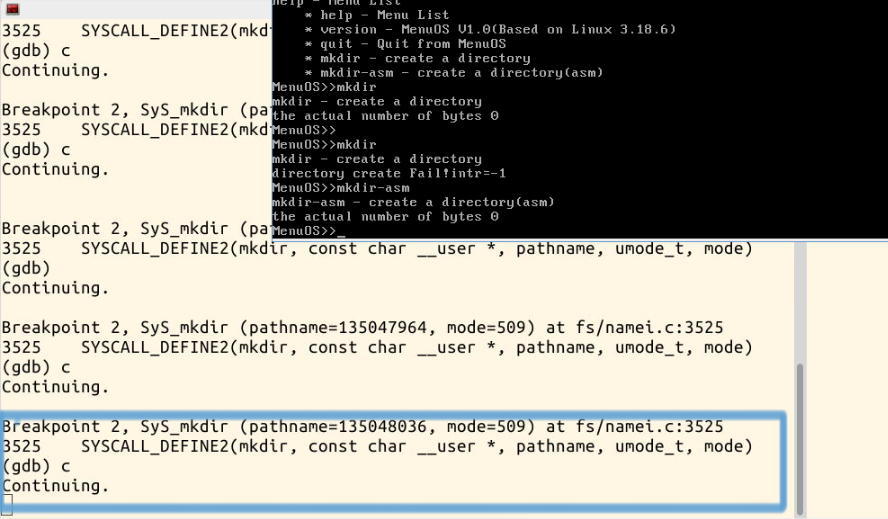 3525    SYSCALL_DEFINE2(mkd
(gdb) c
Continuing.
Breakpoint 2, SyS_mkdir (pa
3525    SYSCALL_DEFINE2(mkd
(gdb) c
Continuing.
Breakpoint 2, SyS_mkdir (pa
3525    SYSCALL_DEFINE2(mkdir, const char __user *, pathname, umode_t, mode)
(gdb)
Continuing.
Breakpoint 2, SyS_mkdir (pathname=135047964, mode=509) at fs/namei.c:3525
3525    SYSCALL_DEFINE2(mkdir, const char __user *, pathname, umode_t, mode)
(gdb) c
Continuing.
Breakpoint 2, SyS_mkdir (pathname=135048036, mode=509) at fs/namei.c:3525
3525    SYSCALL_DEFINE2(mkdir, const char __user *, pathname, umode_t, mode)
(gdb) c
Continuing.
help - Menu List
* help - Menu List
* version - MenuOS V1.0(Based on Linux 3.18.6)
* quit - Quit from MenuOS
* mkdir - create a directory
* mkdir-asm - create a directory(asm)
MenuOS>>mkdir
mkdir - create a directory
the actual number of bytes 0
MenuOS>>
MenuOS>>mkdir
mkdir - create a directory
directory create Fail!intr=-1
MenuOS>>mkdir-asm
mkdir-asm - create a directory(asm)
the actual number of bytes 0
MenuOS>>_